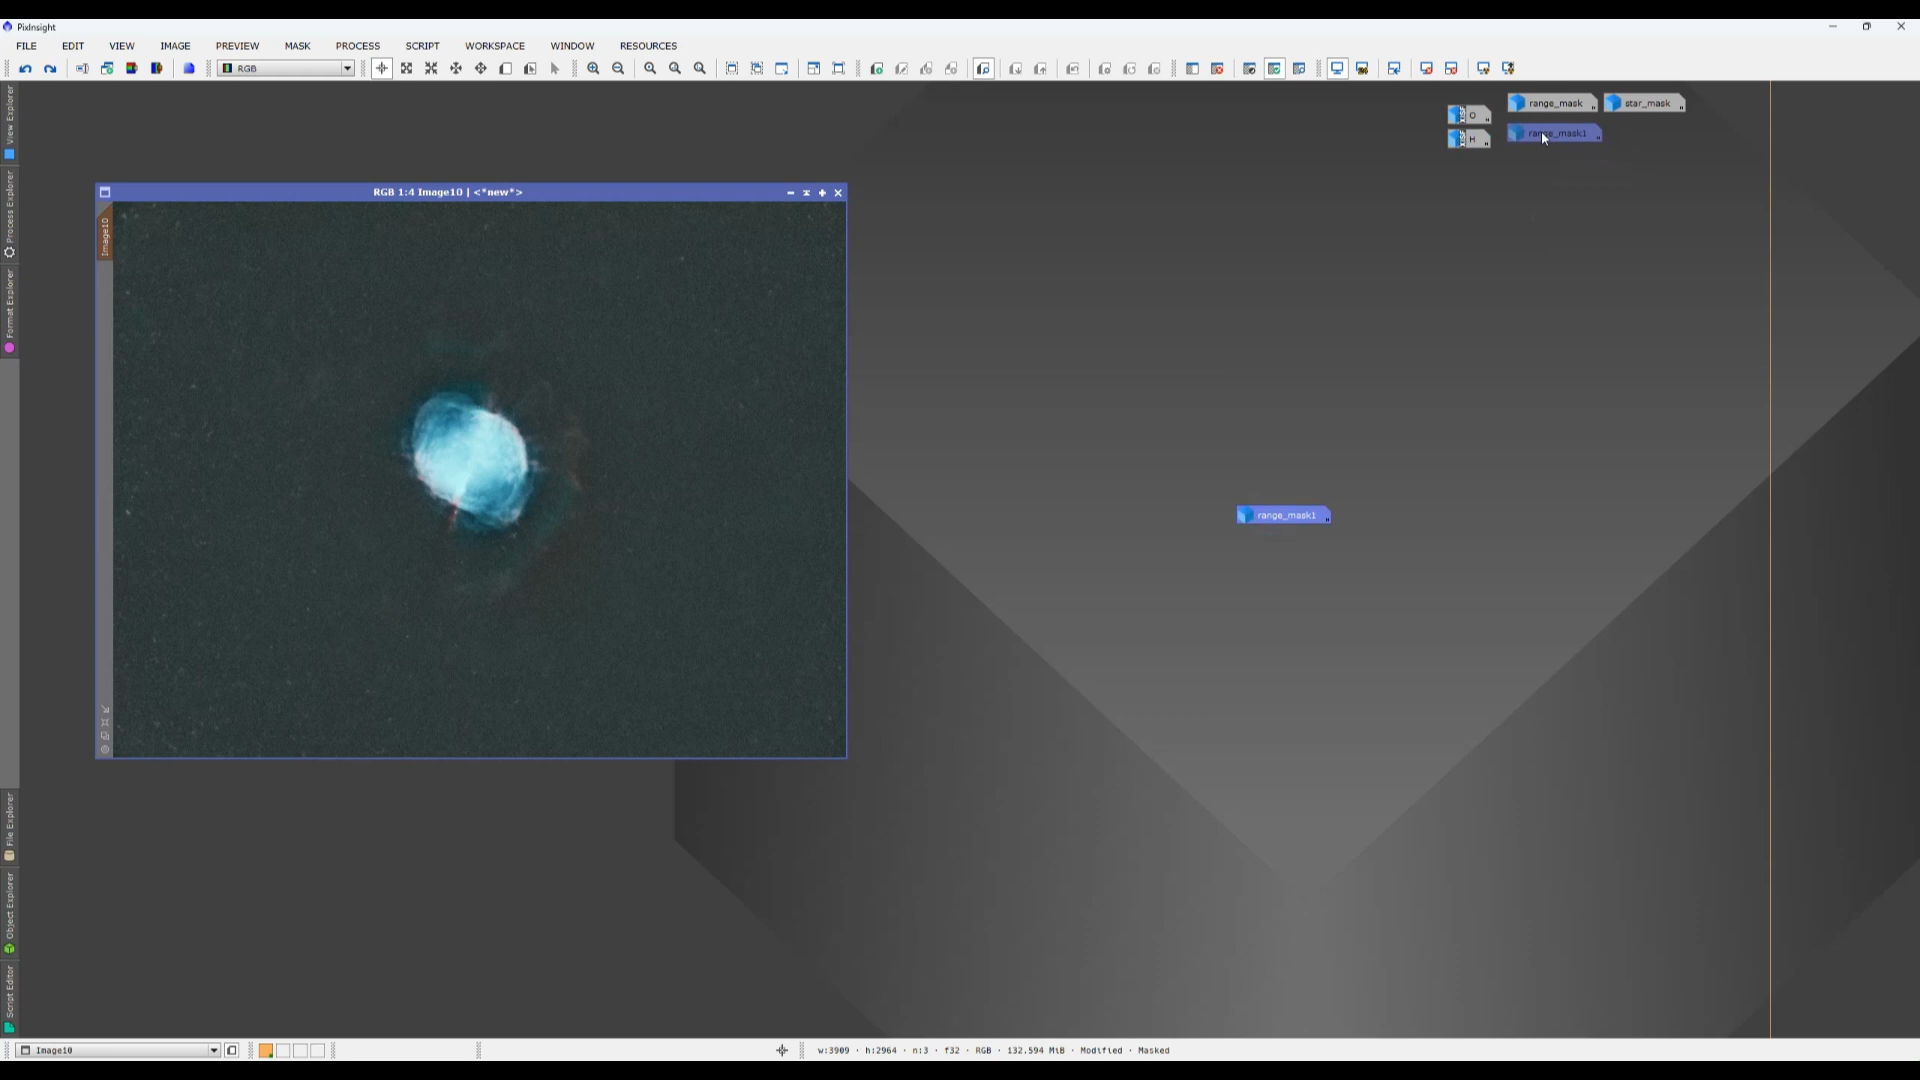 PixInsight
FILE EDIT VIEW IMAGE PREVIEW MASK PROCESS SCRIPT WORKSPACE WINDOW RESOURCES
RGB
View Explorer
Process Explorer
Format Explorer
File Explorer
Object Explorer
Script Editor
O
H
range_mask
star_mask
range_mask1
RGB 1:4 Image10 | <*new*>
Image10
range_mask1
Image10
w:3909 · h:2964 · n:3 · f32 · RGB · 132.594 MiB · Modified · Masked